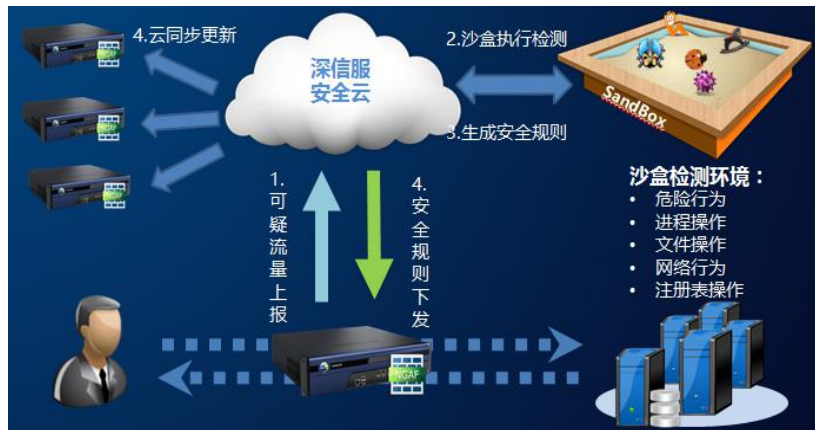 4.云同步更新
深信服
安全云
2.沙盒执行检测
SandBox
3.生成安全规则
1.可疑流量上报
4.安全规则下发
沙盒检测环境：
• 危险行为
• 进程操作
• 文件操作
• 网络行为
• 注册表操作
NGAF